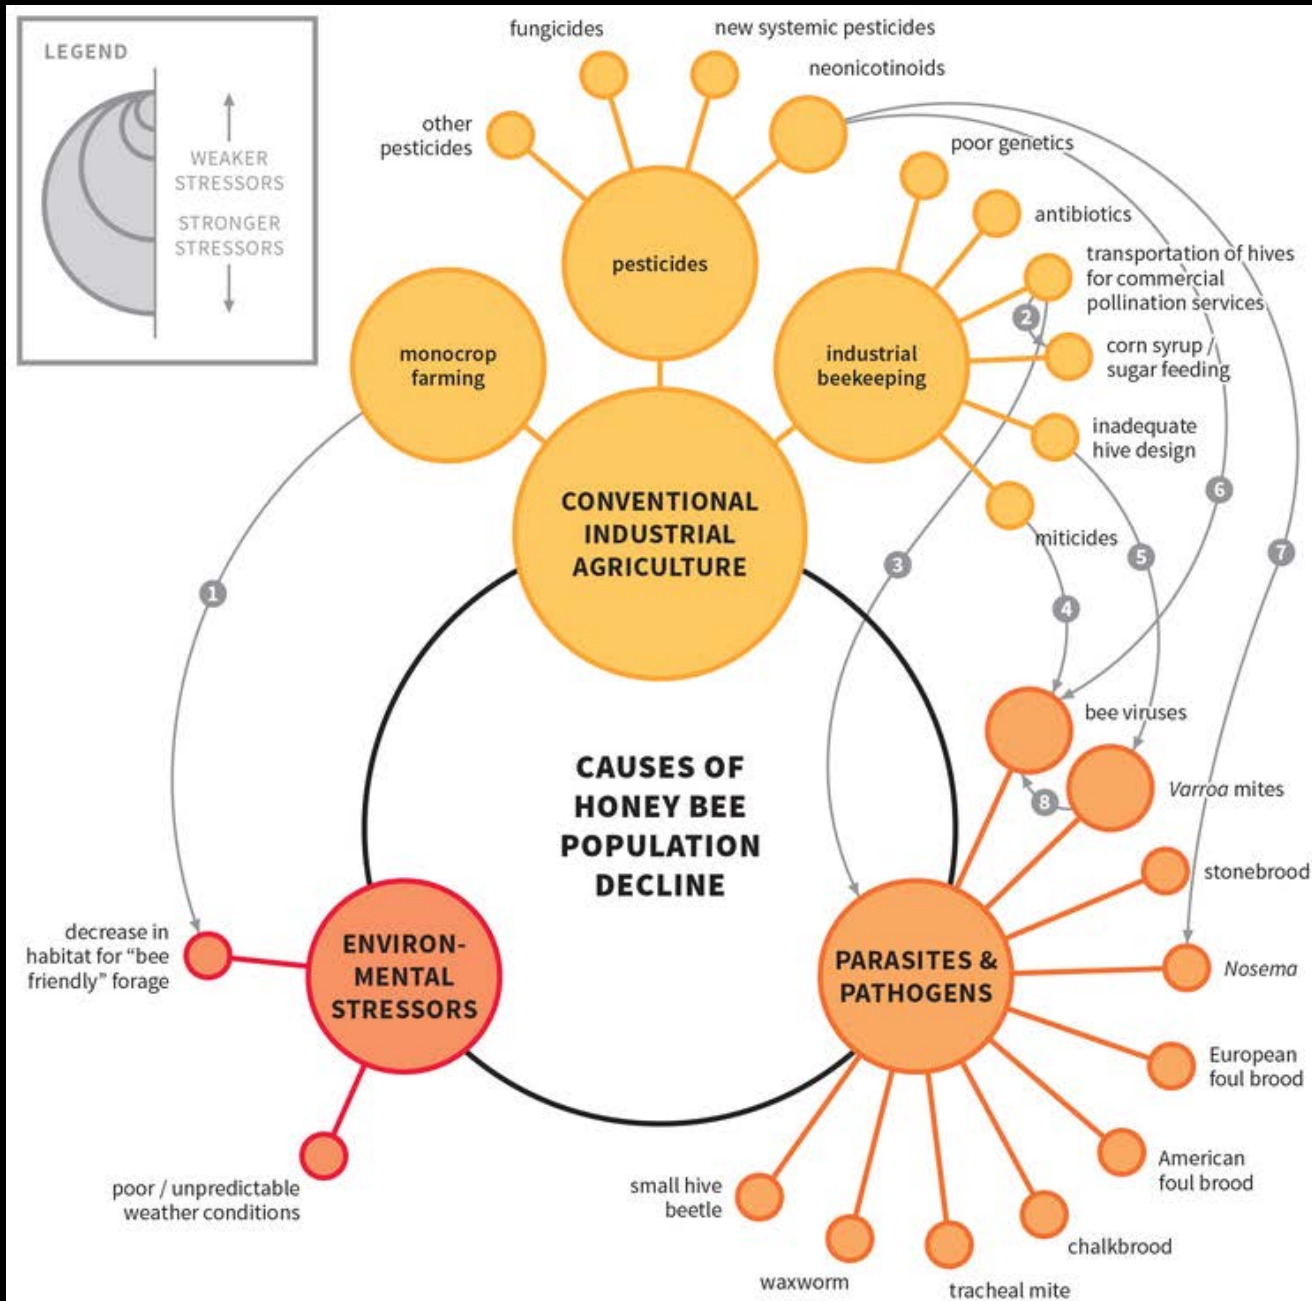 LEGEND
WEAKER
STRESSORS
STRONGER
STRESSORS
fungicides
new systemic pesticides
neonicotinoids
other
pesticides
poor genetics
antibiotics
transportation of hives
for commercial
pollination services
pesticides
2
monocrop
farming
industrial
beekeeping
corn syrup /
sugar feeding
inadequate
hive design
6
CONVENTIONAL
INDUSTRIAL
AGRICULTURE
miticides
7
5
3
1
4
bee viruses
CAUSES OF
HONEY BEE
POPULATION
DECLINE
Varroa mites
8
stonebrood
decrease in
habitat for “bee
friendly” forage
ENVIRON-
MENTAL
STRESSORS
PARASITES &
PATHOGENS
Nosema
European
foul brood
American
foul brood
poor / unpredictable
weather conditions
small hive
beetle
chalkbrood
waxworm
tracheal mite